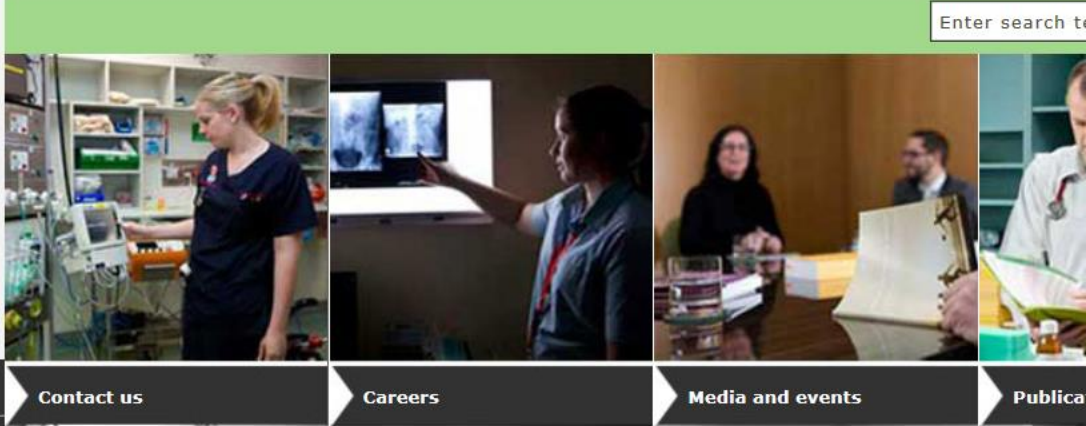 Enter search te
Contact us
Careers
Media and events
Publica